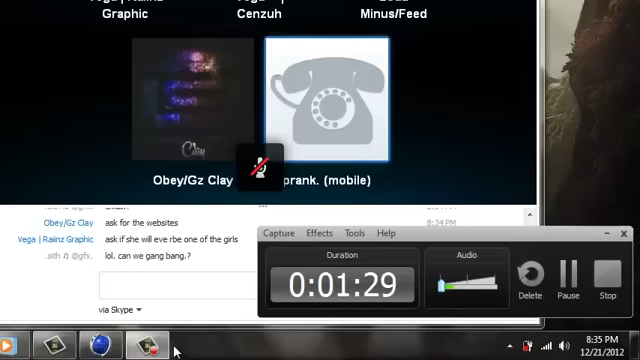 Graphic
Cenzuh
Minus/Feed
Obey/Gz Clay
prank. (mobile)
Obey/Gz Clay ask for the websites 8:34 PM
Vega | Raiinz Graphic ask if she will eve rbe one of the girls
.sith ♫ @gfx. lol. can we gang bang.?
via Skype
Capture Effects Tools Help
Duration
0:01:29
Audio
Delete Pause Stop
8:35 PM
12/21/2012